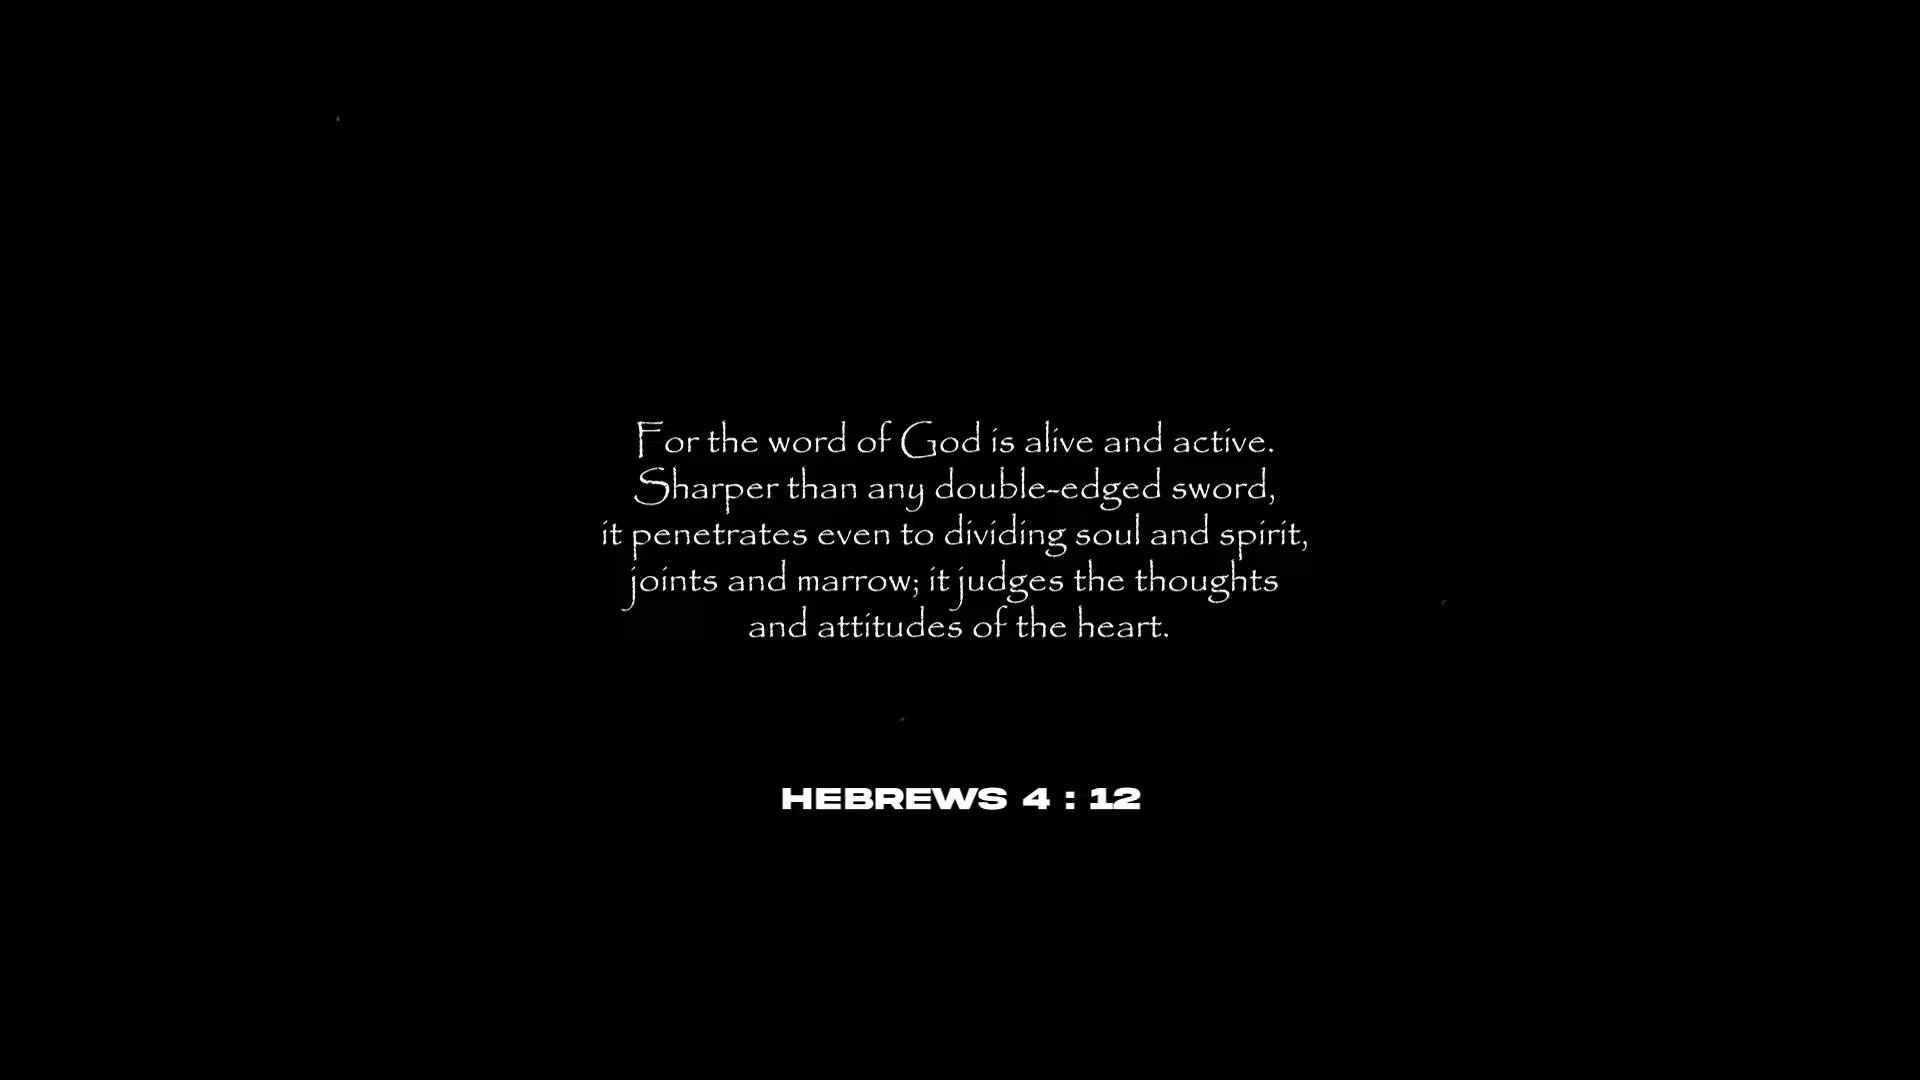 For the word of God is alive and active.
Sharper than any double-edged sword,
it penetrates even to dividing soul and spirit,
joints and marrow; it judges the thoughts
and attitudes of the heart.
HEBREWS 4 : 12